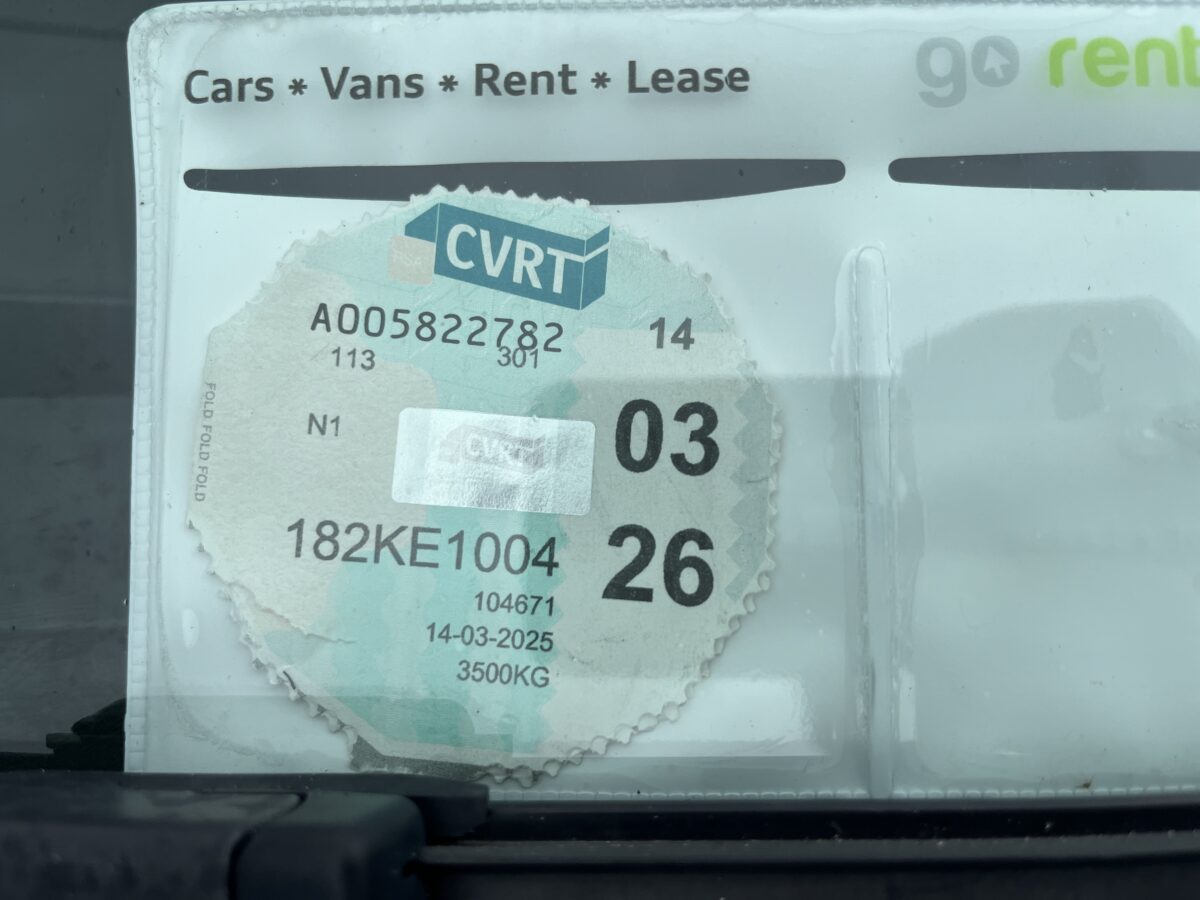 Cars * Vans * Rent * Lease
go rent
CVRT
RSA
A005822782
14
113
301
N1
03
CVRT
182KE1004
26
104671
14-03-2025
3500KG
FOLD FOLD FOLD